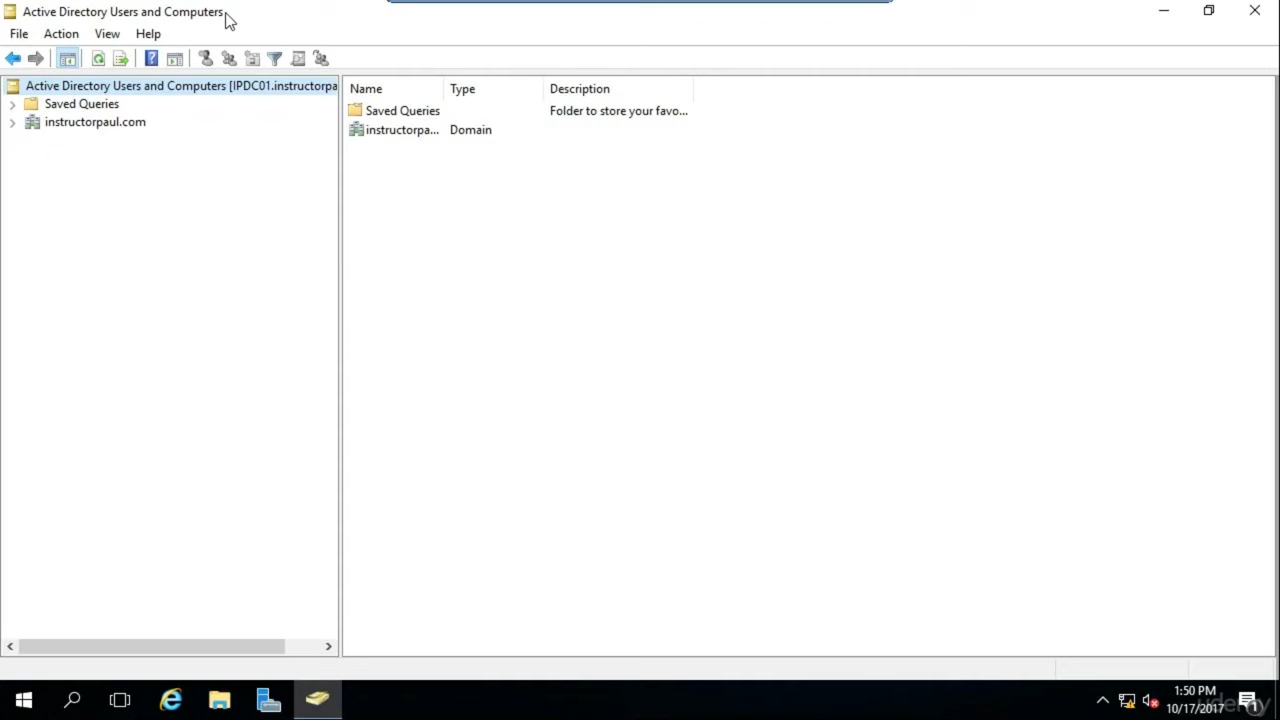 Active Directory Users and Computers
File Action View Help
Active Directory Users and Computers [IPDC01.instructorpa
Saved Queries
instructorpaul.com
Name Type Description
Saved Queries Folder to store your favo...
instructorpa... Domain
1:50 PM
10/17/2017
1
udemy